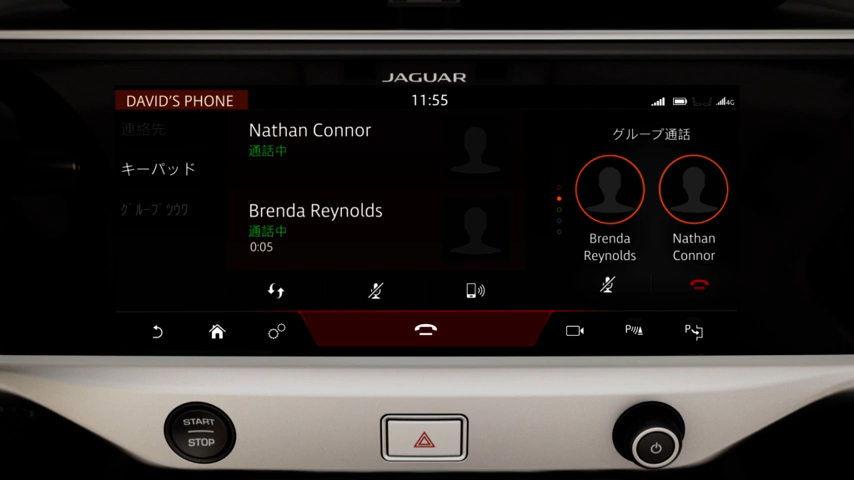 JAGUAR
DAVID'S PHONE
11:55
4G
連絡先
キーパッド
グループツウワ
Nathan Connor
通話中
Brenda Reynolds
通話中
0:05
グループ通話
Brenda
Reynolds
Nathan
Connor
P
P
START
STOP